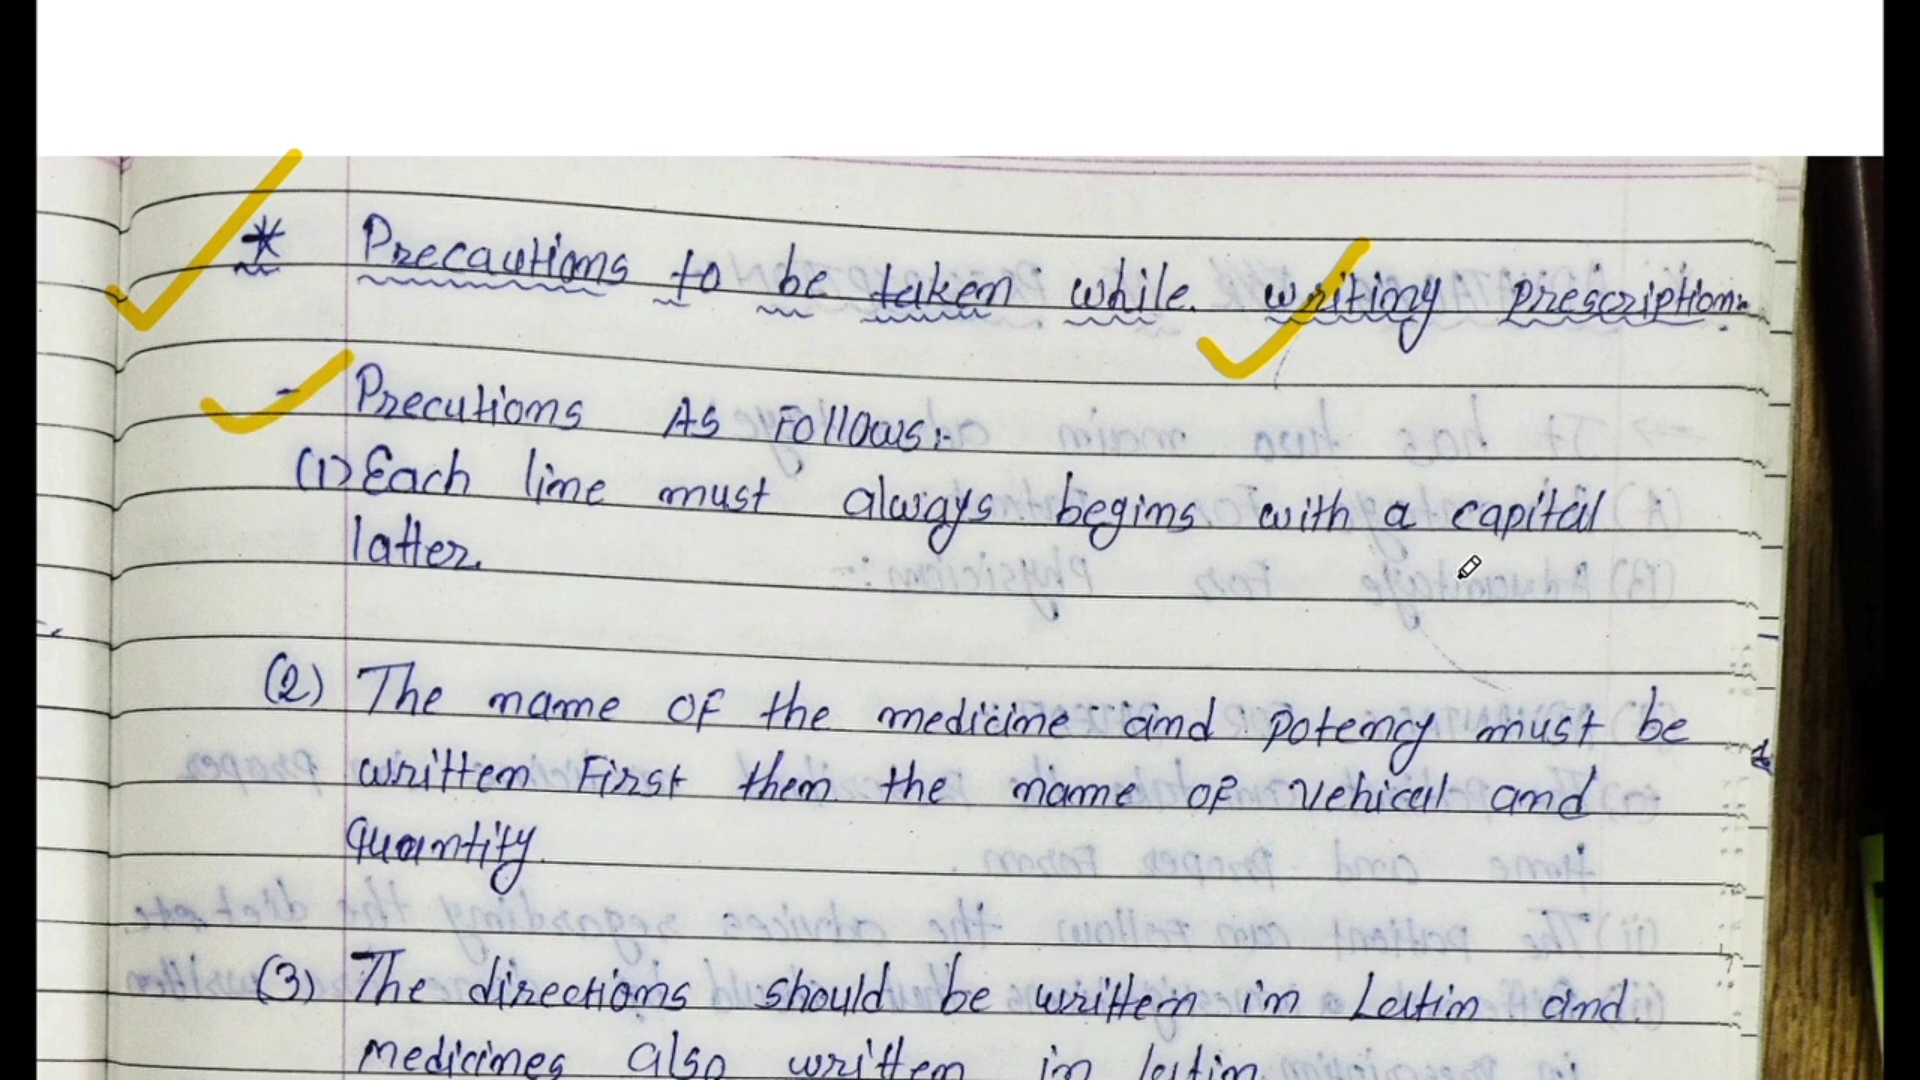 * Precautions to be taken while writing prescription:-
- Precutions As Follows:-
(1) Each line must always begins with a capital
latter.
(2) The name of the medicine and potency must be
written First then the name of vehical and
quantity.
(3) The directions should be written in Latin and
medicines also written in latin.